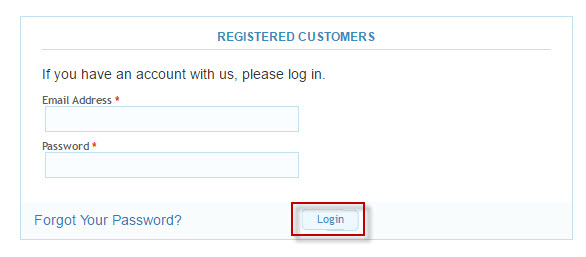 REGISTERED CUSTOMERS
If you have an account with us, please log in.
Email Address *
Password *
Forgot Your Password?
Login